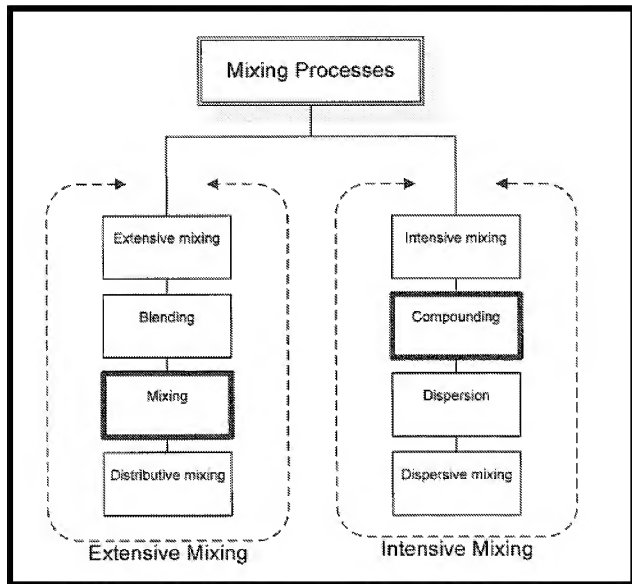 Mixing Processes
Extensive mixing
Blending
Mixing
Distributive mixing
Extensive Mixing
Intensive mixing
Compounding
Dispersion
Dispersive mixing
Intensive Mixing